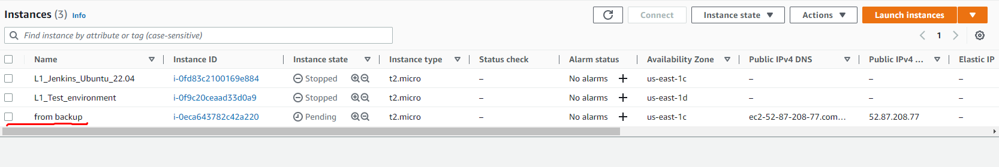 Instances (3) Info Connect Instance state Actions Launch instances
Find instance by attribute or tag (case-sensitive) 1
Name Instance ID Instance state Instance type Status check Alarm status Availability Zone Public IPv4 DNS Public IPv4 ... Elastic IP
L1_Jenkins_Ubuntu_22.04 i-0fd83c2100169e884 Stopped t2.micro – No alarms + us-east-1c – – –
L1_Test_environment i-0f9c20ceaad33d0a9 Stopped t2.micro – No alarms + us-east-1d – – –
from backup i-0eca643782c42a220 Pending t2.micro – No alarms + us-east-1c ec2-52-87-208-77.com... 52.87.208.77 –